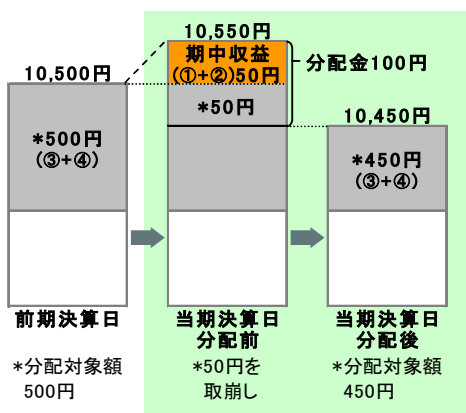 10,550円
期中収益
(①+②)50円
分配金100円
10,500円
*50円
10,450円
*500円
(③+④)
*450円
(③+④)
前期決算日
当期決算日
分配前
当期決算日
分配後
*分配対象額
500円
*50円を
取崩し
*分配対象額
450円